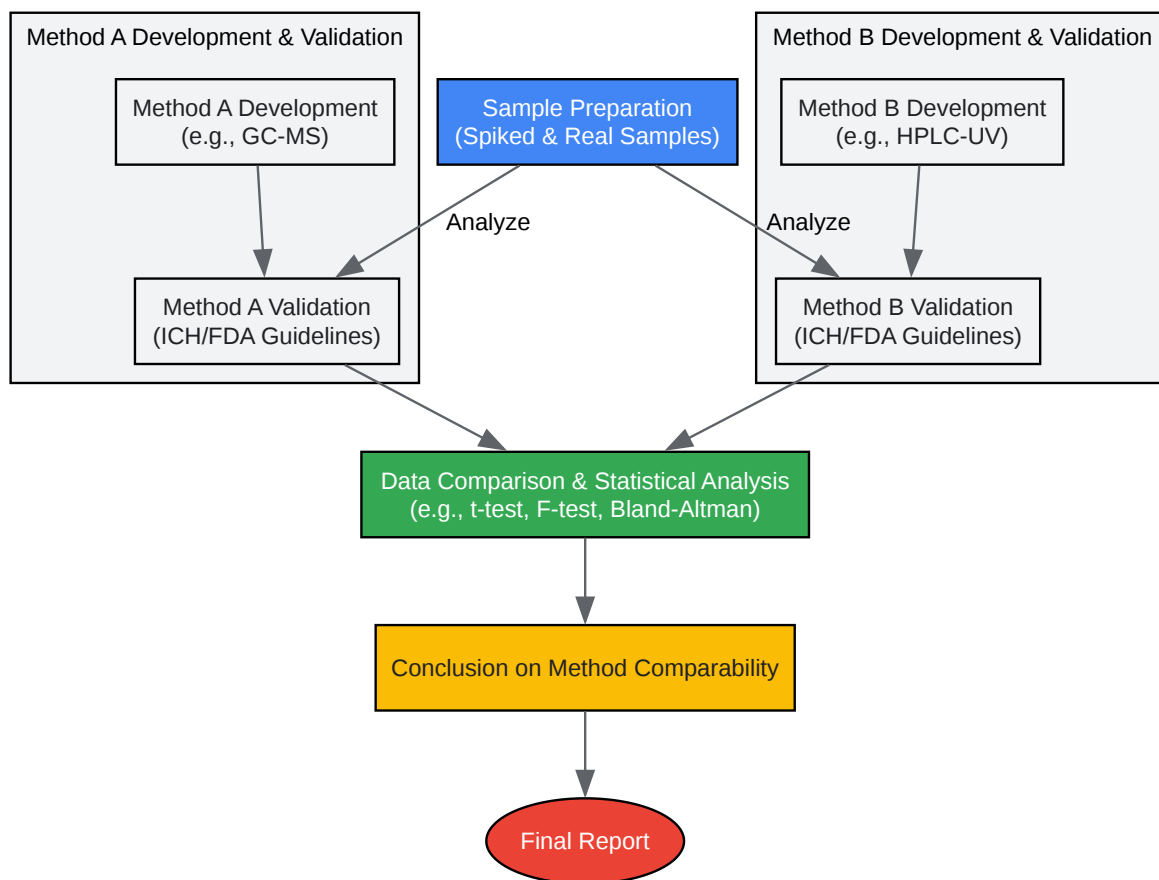 Method A Development & Validation
Method B Development & Validation
Method A Development
(e.g., GC-MS)
Sample Preparation
(Spiked & Real Samples)
Method B Development
(e.g., HPLC-UV)
Analyze
Analyze
Method A Validation
(ICH/FDA Guidelines)
Method B Validation
(ICH/FDA Guidelines)
Data Comparison & Statistical Analysis
(e.g., t-test, F-test, Bland-Altman)
Conclusion on Method Comparability
Final Report